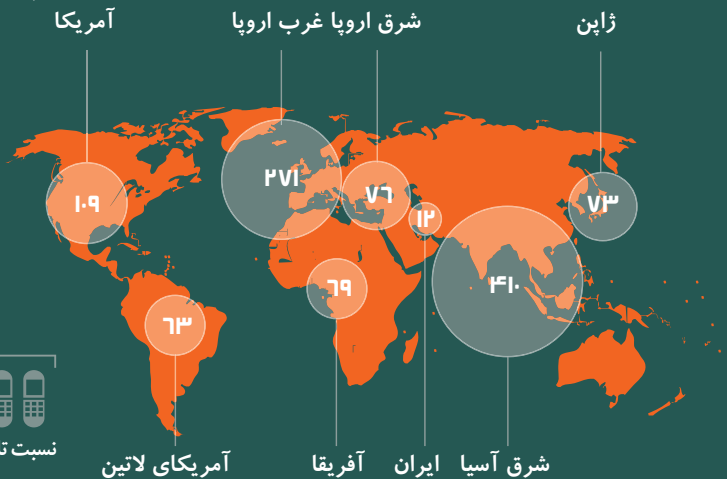 ژاپن
شرق اروپا
غرب اروپا
آمریکا
۷۳
۱۲
۷۶
۲۷۱
۱۰۹
۴۱۰
۶۹
۶۳
شرق آسیا
ایران
آفریقا
آمریکای لاتین
نسبت